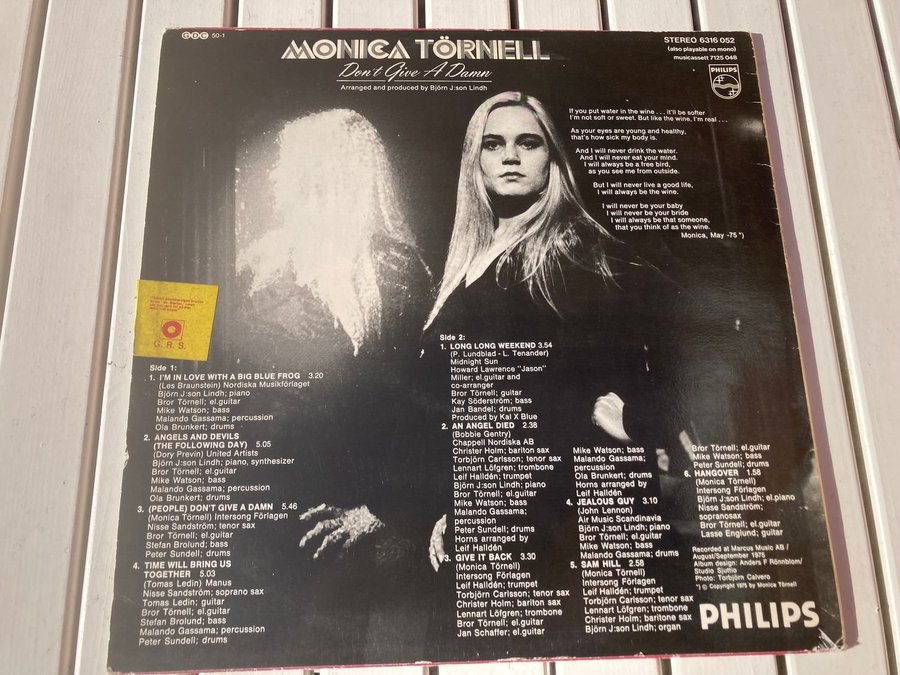 GDC 50-1
STEREO 6316 052
(also playable on mono)
musicassett 7125 048
PHILIPS
MONICA TÖRNELL
Don't Give A Damn
Arranged and produced by Björn J:son Lindh
If you put water in the wine . . . it'll be softer
I'm not soft or sweet. But like the wine, I'm real . . .
As your eyes are young and healthy,
that's how sick my body is.
And I will never drink the water.
And I will never eat your mind.
I will always be a free bird,
as you see me from outside.
But I will never live a good life,
I will always be the wine.
I will never be your baby
I will never be your bride
I will always be that someone,
that you think of as the wine.
Monica, May -75 *)
G. R. S.
Side 1:
1. I'M IN LOVE WITH A BIG BLUE FROG 3.20
(Les Braunstein) Nordiska Musikförlaget
Björn J:son Lindh; piano
Bror Törnell; el.guitar
Mike Watson; bass
Malando Gassama; percussion
Ola Brunkert; drums
2. ANGELS AND DEVILS
(THE FOLLOWING DAY) 5.05
(Dory Previn) United Artists
Björn J:son Lindh; piano, synthesizer
Bror Törnell; el.guitar
Mike Watson; bass
Malando Gassama; percussion
Ola Brunkert; drums
3. (PEOPLE) DON'T GIVE A DAMN 5.46
(Monica Törnell) Intersong Förlagen
Nisse Sandström; tenor sax
Bror Törnell; el.guitar
Stefan Brolund; bass
Peter Sundell; drums
4. TIME WILL BRING US
TOGETHER 5.03
(Tomas Ledin) Manus
Nisse Sandström; soprano sax
Tomas Ledin; guitar
Bror Törnell; el.guitar
Stefan Brolund; bass
Malando Gassama; percussion
Peter Sundell; drums
Side 2:
1. LONG LONG WEEKEND 3.54
(P. Lundblad - L. Tenander)
Midnight Sun
Howard Lawrence "Jason"
Miller; el.guitar and
co-arranger
Bror Törnell; guitar
Kay Söderström; bass
Jan Bandel; drums
Produced by Kal X Blue
2. AN ANGEL DIED 2.38
(Bobbie Gentry)
Chappell Nordiska AB
Christer Holm; bariton sax
Torbjörn Carlsson; tenor sax
Lennart Löfgren; trombone
Leif Halldén; trumpet
Björn J:son Lindh; piano
Bror Törnell; el.guitar
Mike Watson; bass
Malando Gassama;
percussion
Peter Sundell; drums
Horns arranged by
Leif Halldén
3. GIVE IT BACK 3.30
(Monica Törnell)
Intersong Förlagen
Leif Halldén; trumpet
Torbjörn Carlsson; tenor sax
Christer Holm; bariton sax
Lennart Löfgren; trombone
Bror Törnell; el.guitar
Jan Schaffer; el.guitar
Mike Watson; bass
Malando Gassama;
percussion
Ola Brunkert; drums
Horns arranged by
Leif Halldén
4. JEALOUS GUY 3.10
(John Lennon)
Air Music Scandinavia
Björn J:son Lindh; piano
Bror Törnell; el.guitar
Mike Watson; bass
Malando Gassama; drums
5. SAM HILL 2.58
(Monica Törnell)
Intersong Förlagen
Leif Halldén; trumpet
Torbjörn Carlsson; tenor sax
Lennart Löfgren; trombone
Christer Holm; baritone sax
Björn J:son Lindh; organ
Bror Törnell; el.guitar
Mike Watson; bass
Peter Sundell; drums
6. HANGOVER 1.58
(Monica Törnell)
Intersong Förlagen
Björn J:son Lindh; el.piano
Nisse Sandström;
sopranosax
Bror Törnell; el.guitar
Lasse Englund; guitar
Recorded at Marcus Music AB /
August/September 1975
Album design: Anders F Rönnblom/
Studio Sjuttio
Photo: Torbjörn Calvero
*) © Copyright 1975 by Monica Törnell
PHILIPS